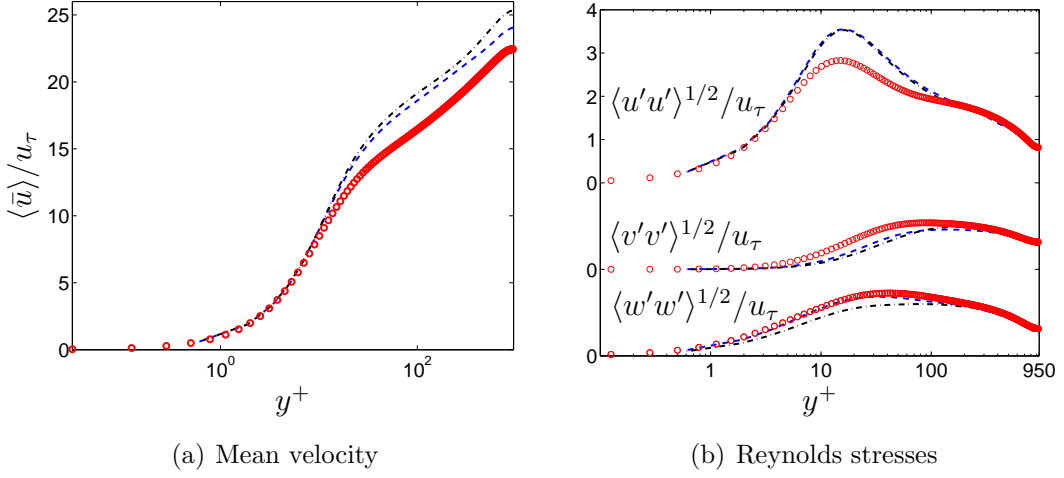 25
20
15
10
5
0
⟨ū⟩/u_τ
10^0
10^2
y^+
(a) Mean velocity
4
3
2
1
0
0
0
⟨u′u′⟩^{1/2}/u_τ
⟨v′v′⟩^{1/2}/u_τ
⟨w′w′⟩^{1/2}/u_τ
1
10
100
950
y^+
(b) Reynolds stresses